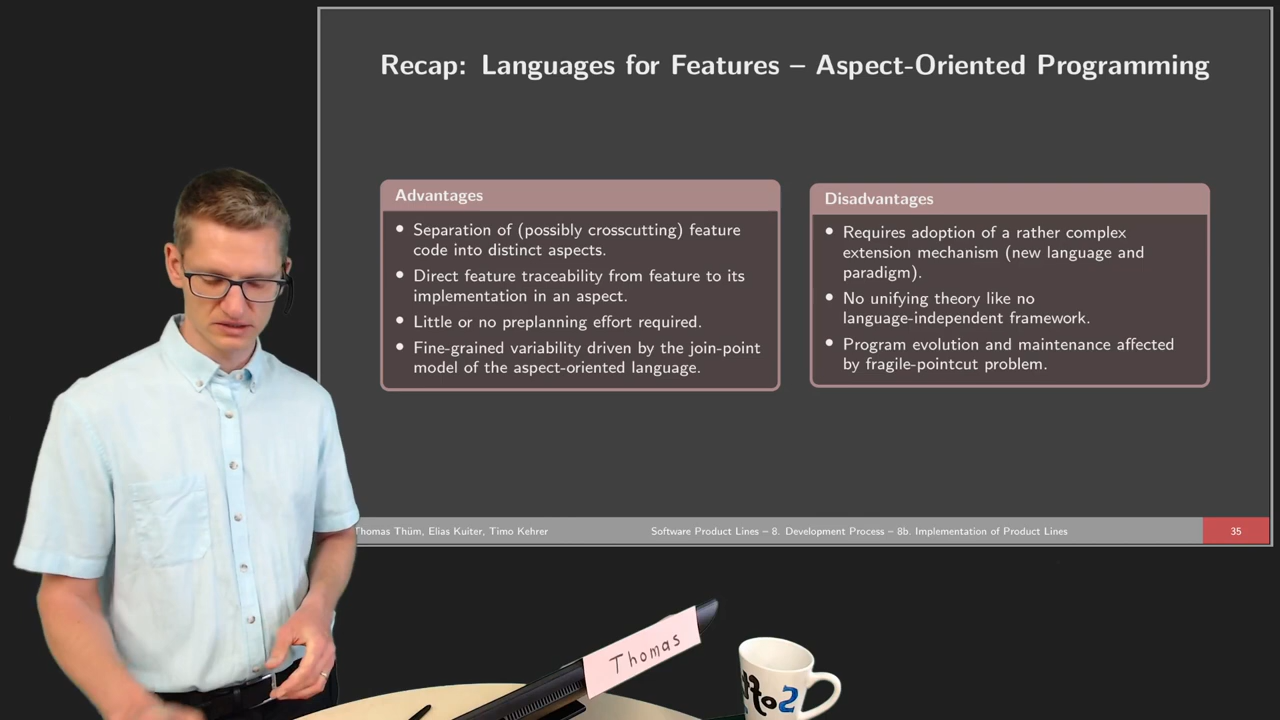 Recap: Languages for Features – Aspect-Oriented Programming
Advantages
• Separation of (possibly crosscutting) feature
code into distinct aspects.
• Direct feature traceability from feature to its
implementation in an aspect.
• Little or no preplanning effort required.
• Fine-grained variability driven by the join-point
model of the aspect-oriented language.
Disadvantages
• Requires adoption of a rather complex
extension mechanism (new language and
paradigm).
• No unifying theory like no
language-independent framework.
• Program evolution and maintenance affected
by fragile-pointcut problem.
Thomas Thüm, Elias Kuiter, Timo Kehrer
Software Product Lines – 8. Development Process – 8b. Implementation of Product Lines
35
Thomas